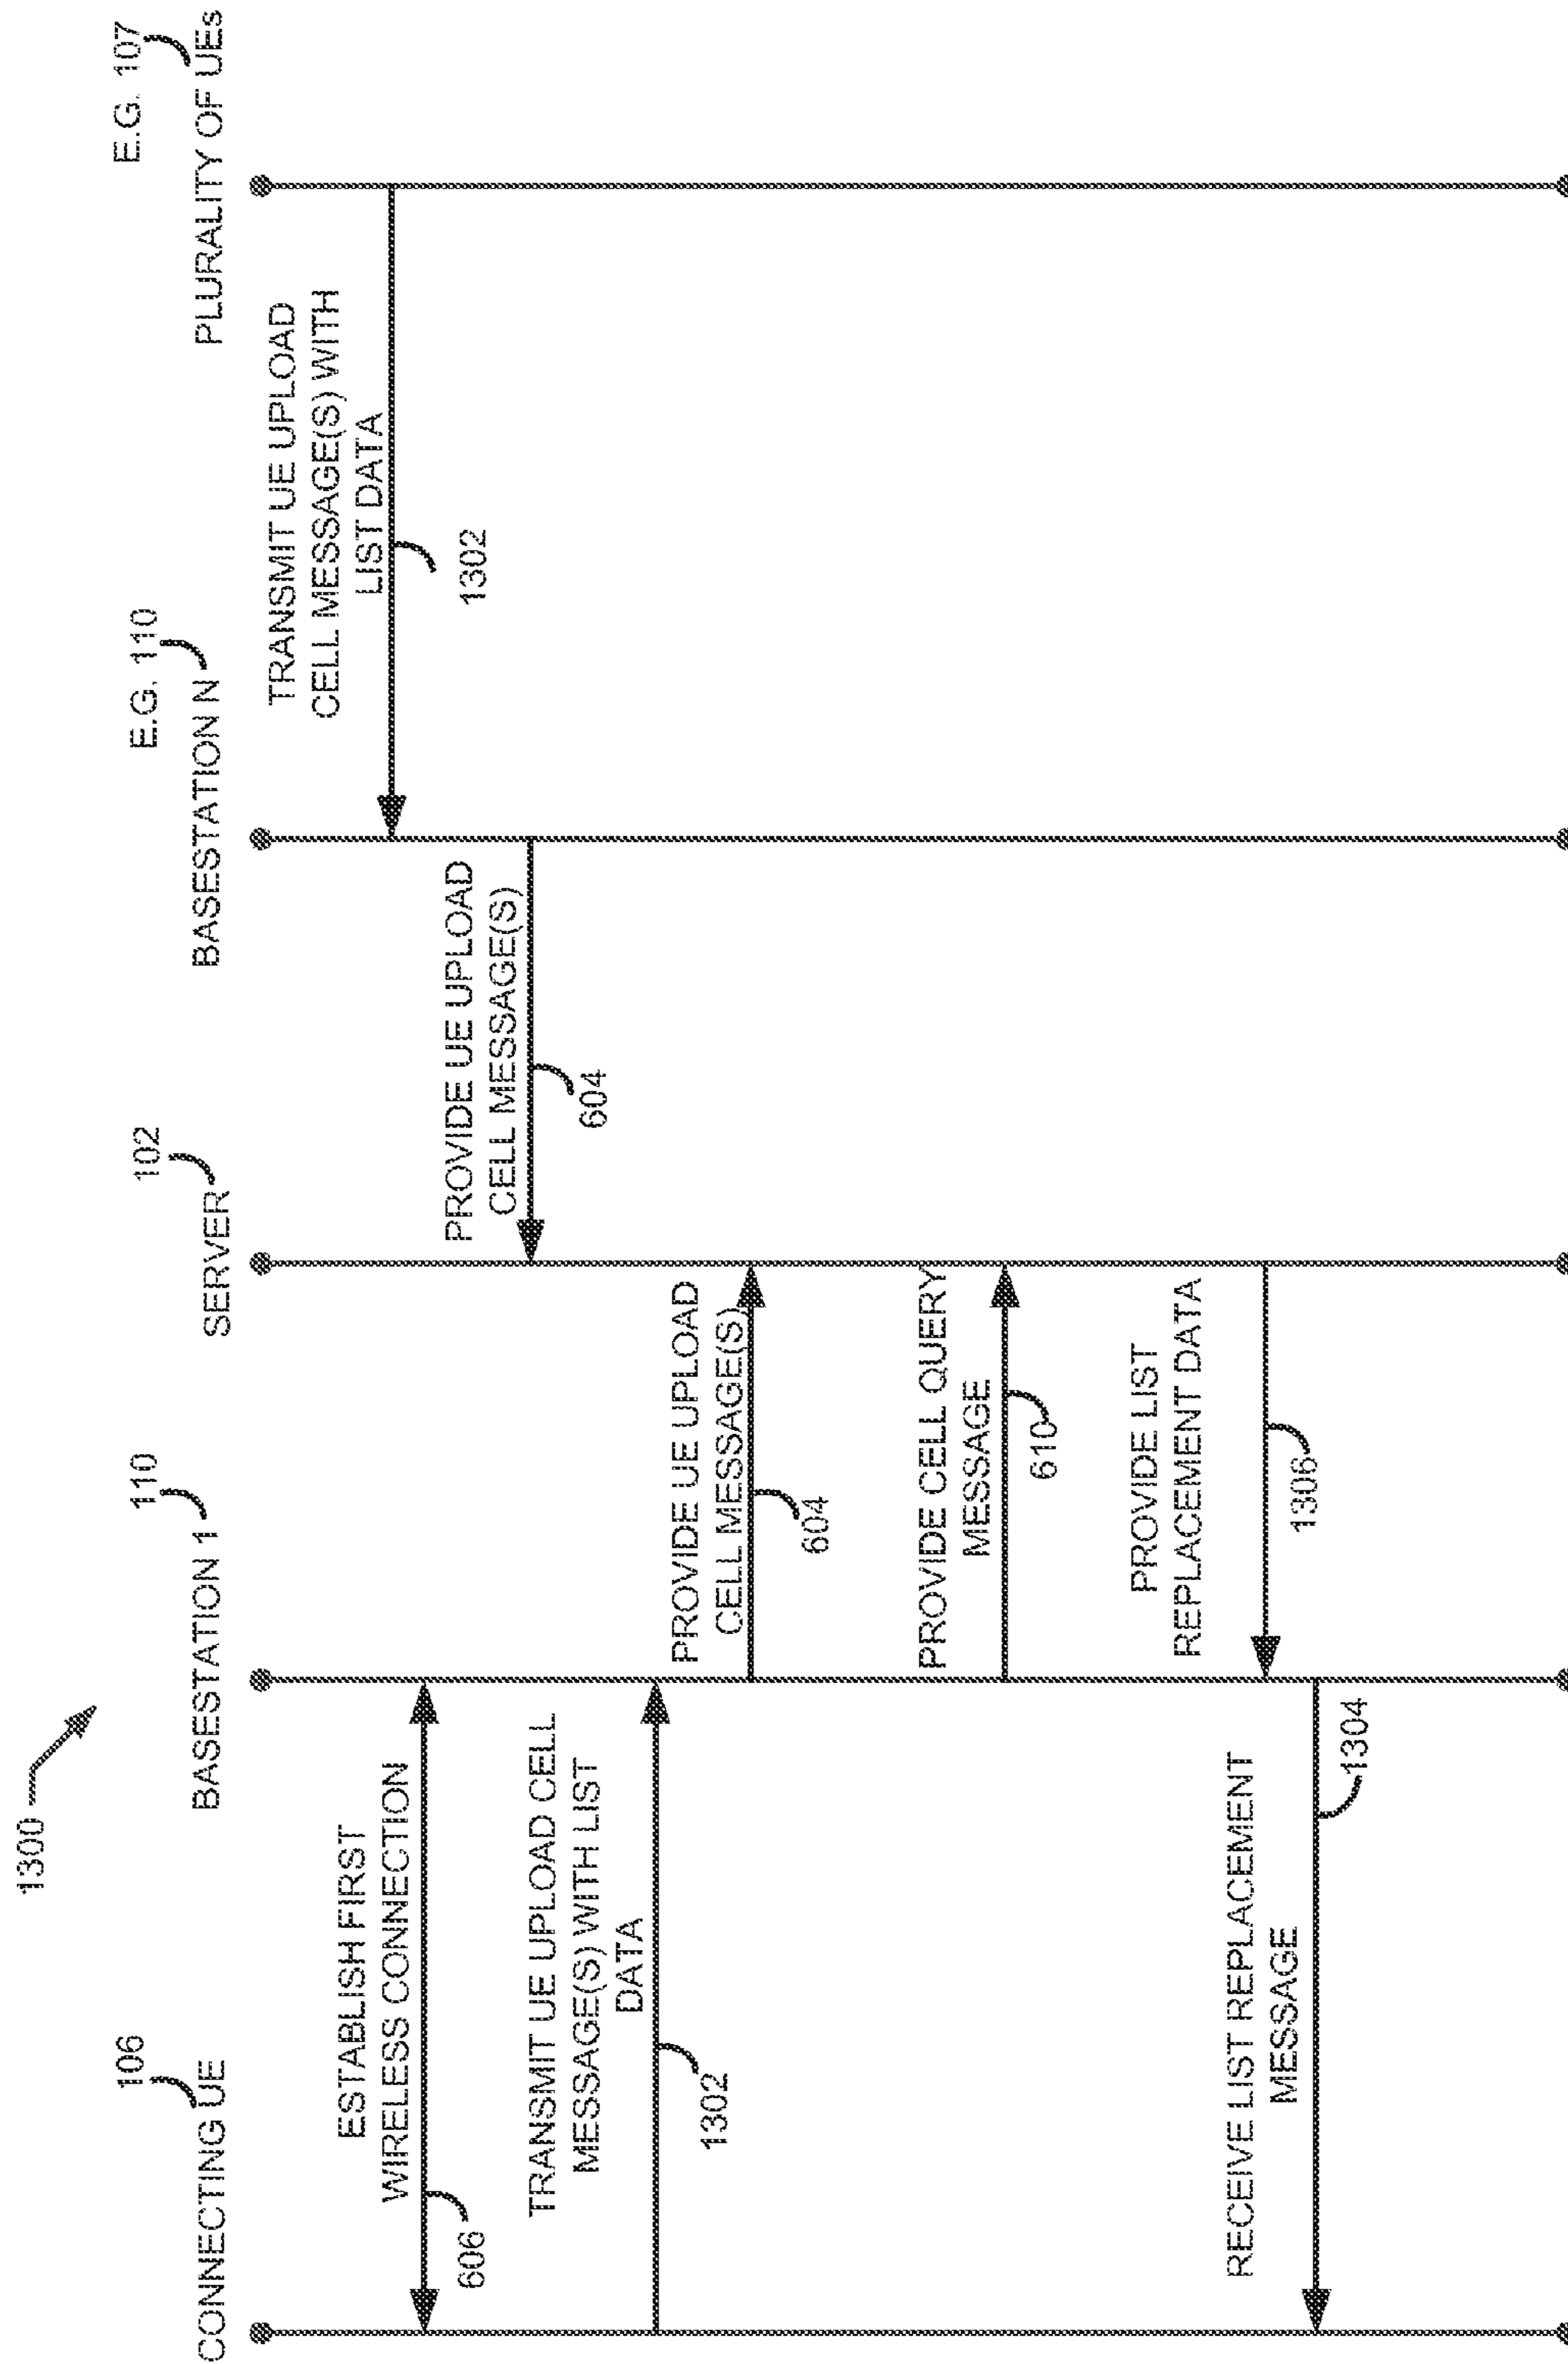 1300
106
CONNECTING UE
110
BASESTATION 1
102
SERVER
E.G. 110
BASESTATION N
E.G. 107
PLURALITY OF UEs
TRANSMIT UE UPLOAD
CELL MESSAGE(S) WITH
LIST DATA
1302
ESTABLISH FIRST
WIRELESS CONNECTION
606
PROVIDE UE UPLOAD
CELL MESSAGE(S)
604
TRANSMIT UE UPLOAD CELL
MESSAGE(S) WITH LIST
DATA
1302
PROVIDE UE UPLOAD
CELL MESSAGE(S)
604
PROVIDE CELL QUERY
MESSAGE
610
PROVIDE LIST
REPLACEMENT DATA
1306
RECEIVE LIST REPLACEMENT
MESSAGE
1304